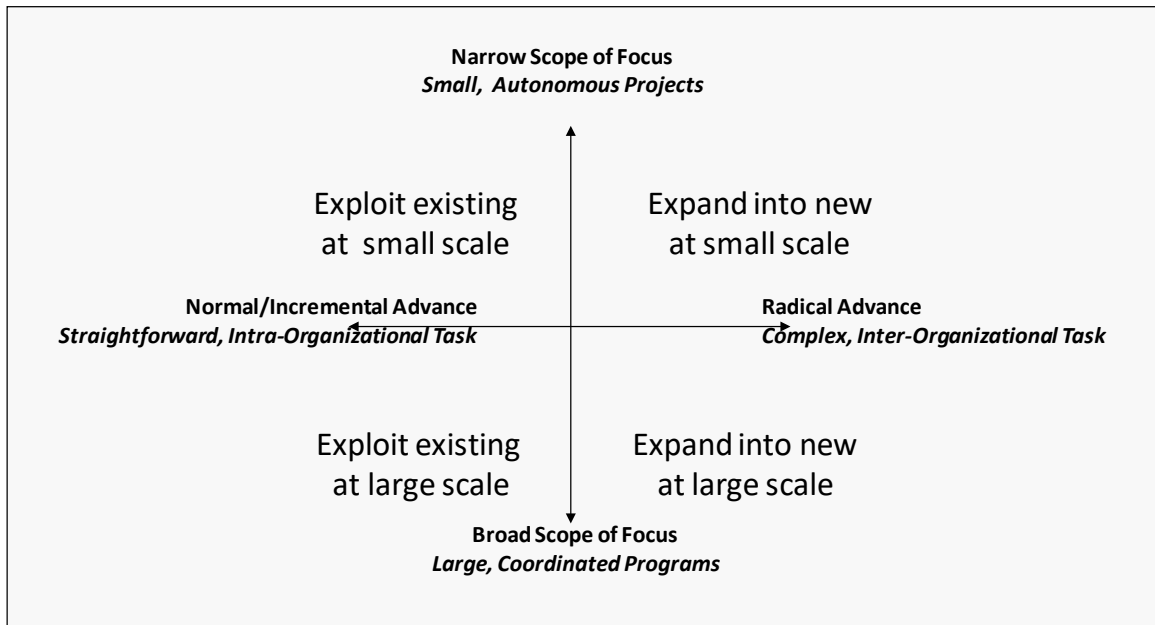 Narrow Scope of Focus
Small, Autonomous Projects
Exploit existing
at small scale
Expand into new
at small scale
Normal/Incremental Advance
Straightforward, Intra-Organizational Task
Radical Advance
Complex, Inter-Organizational Task
Exploit existing
at large scale
Expand into new
at large scale
Broad Scope of Focus
Large, Coordinated Programs